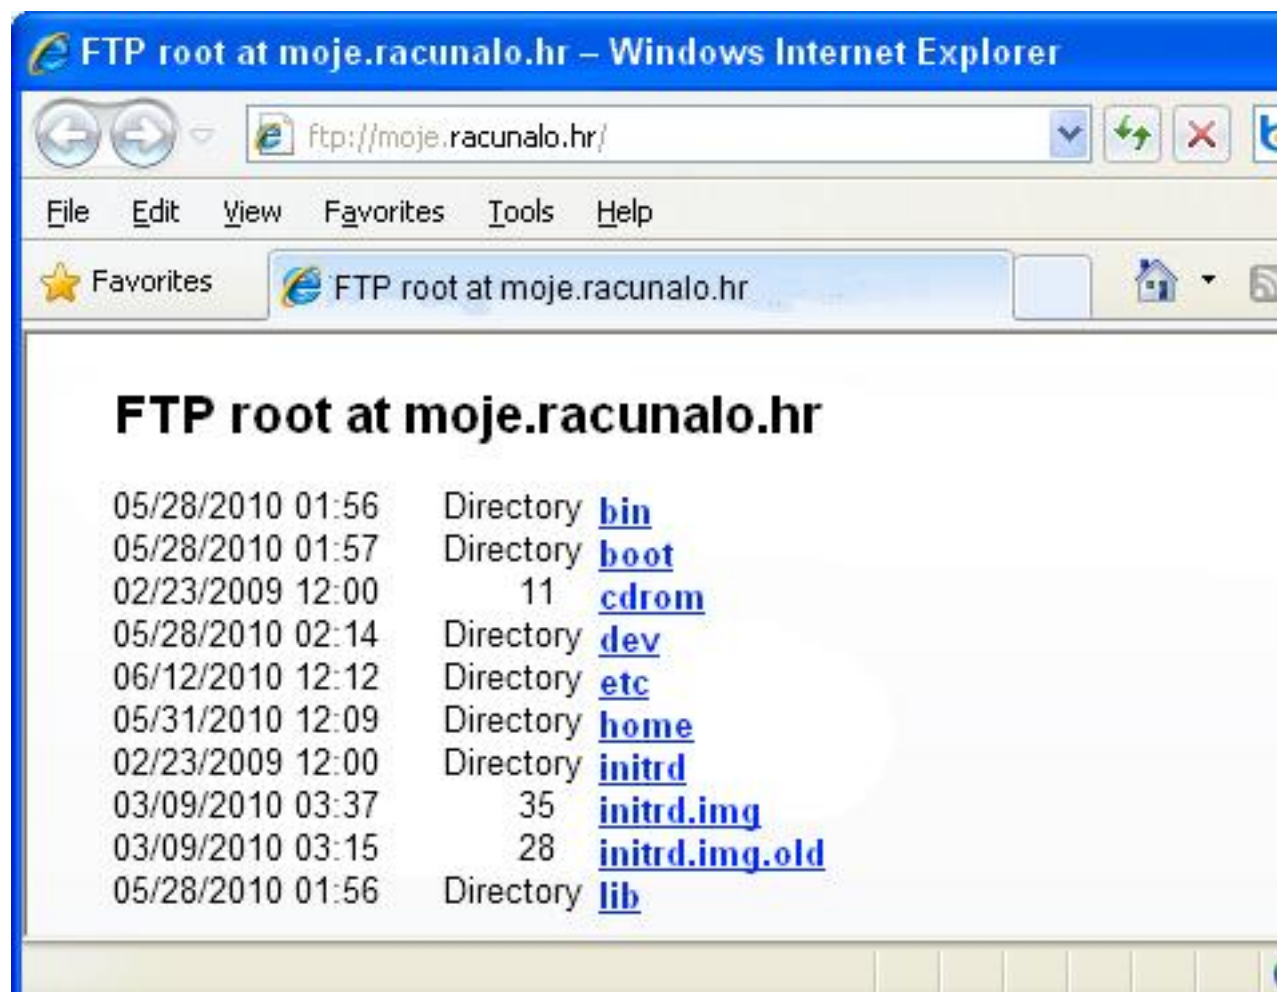 FTP root at moje.racunalo.hr – Windows Internet Explorer
ftp://moje.racunalo.hr/
File Edit View Favorites Tools Help
Favorites FTP root at moje.racunalo.hr
FTP root at moje.racunalo.hr
05/28/2010 01:56 Directory bin
05/28/2010 01:57 Directory boot
02/23/2009 12:00 11 cdrom
05/28/2010 02:14 Directory dev
06/12/2010 12:12 Directory etc
05/31/2010 12:09 Directory home
02/23/2009 12:00 Directory initrd
03/09/2010 03:37 35 initrd.img
03/09/2010 03:15 28 initrd.img.old
05/28/2010 01:56 Directory lib